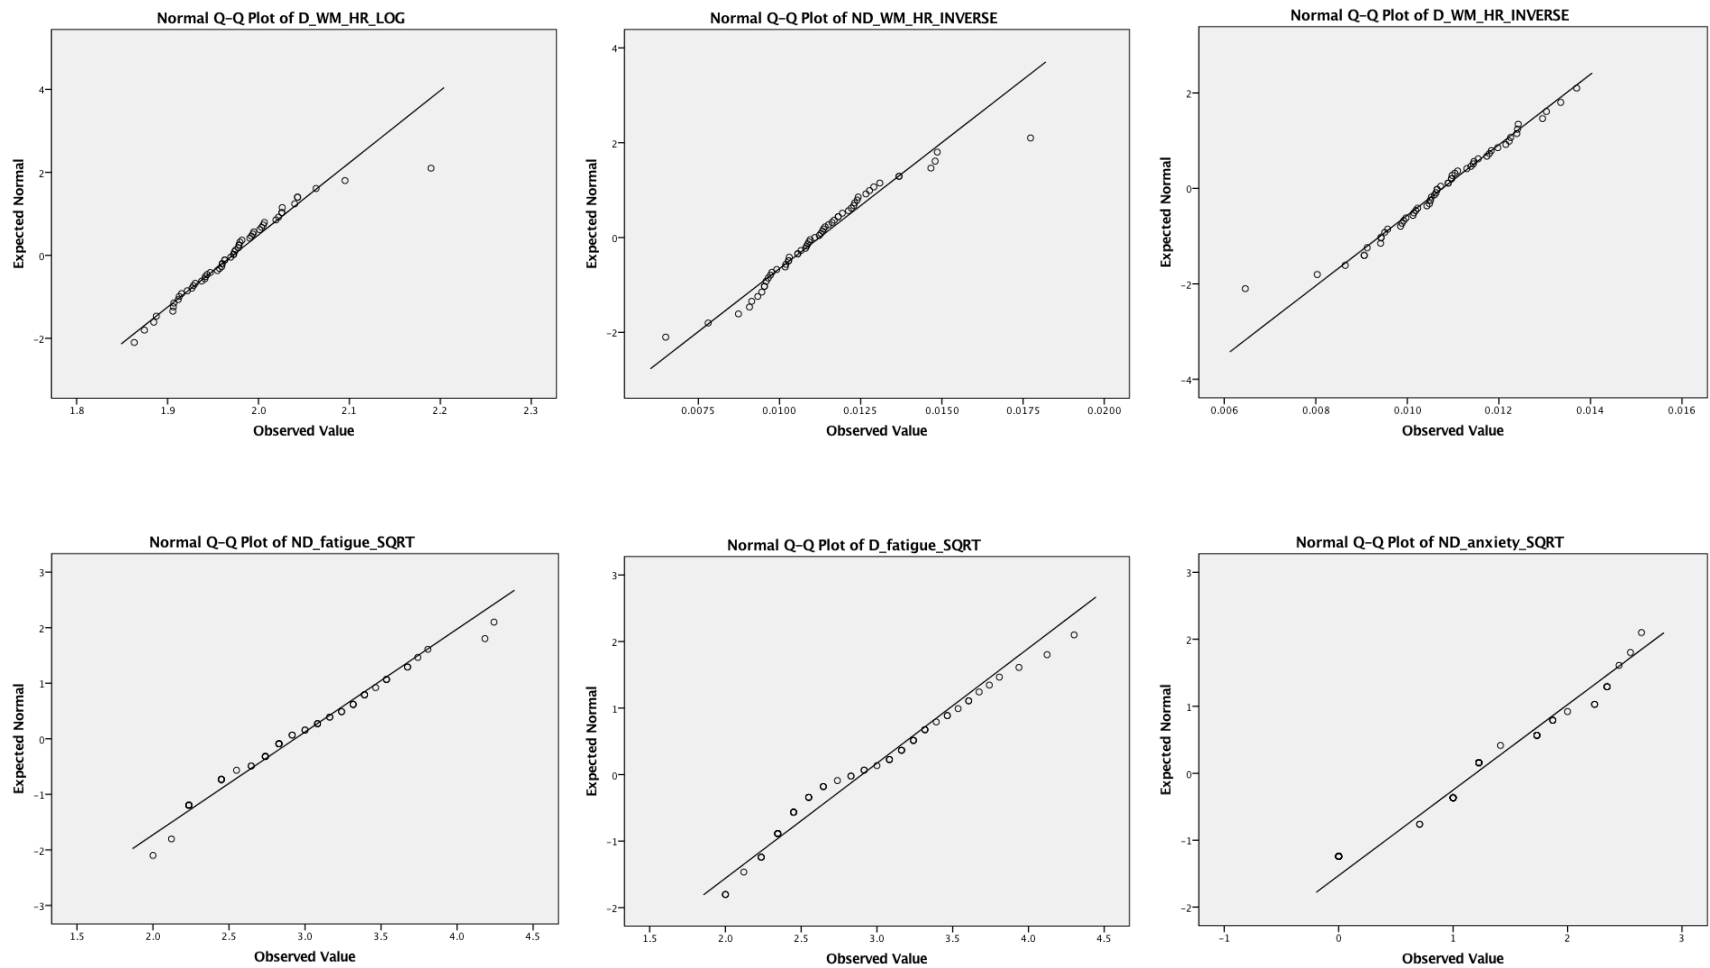 Normal Q-Q Plot of D_WM_HR_LOG
Expected Normal
4
2
0
-2
1.8 1.9 2.0 2.1 2.2 2.3
Observed Value
Normal Q-Q Plot of ND_WM_HR_INVERSE
Expected Normal
4
2
0
-2
0.0075 0.0100 0.0125 0.0150 0.0175 0.0200
Observed Value
Normal Q-Q Plot of D_WM_HR_INVERSE
Expected Normal
2
0
-2
-4
0.006 0.008 0.010 0.012 0.014 0.016
Observed Value
Normal Q-Q Plot of ND_fatigue_SQRT
Expected Normal
3
2
1
0
-1
-2
-3
1.5 2.0 2.5 3.0 3.5 4.0 4.5
Observed Value
Normal Q-Q Plot of D_fatigue_SQRT
Expected Normal
3
2
1
0
-1
-2
1.5 2.0 2.5 3.0 3.5 4.0 4.5
Observed Value
Normal Q-Q Plot of ND_anxiety_SQRT
Expected Normal
3
2
1
0
-1
-2
-1 0 1 2 3
Observed Value